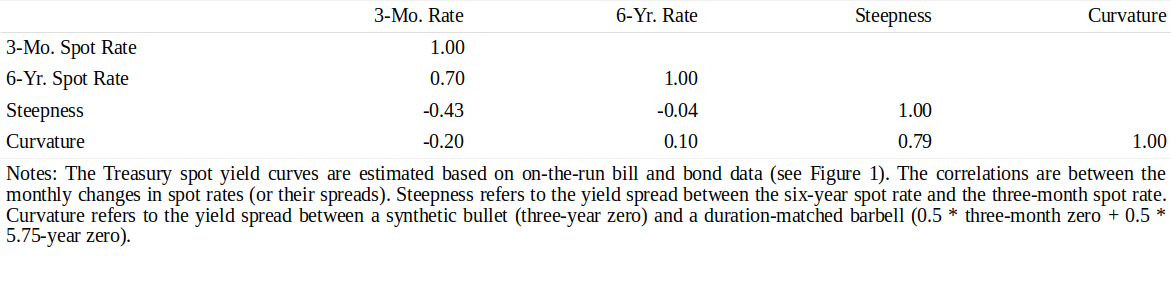 3-Mo. Rate 6-Yr. Rate Steepness Curvature
3-Mo. Spot Rate 1.00
6-Yr. Spot Rate 0.70 1.00
Steepness -0.43 -0.04 1.00
Curvature -0.20 0.10 0.79 1.00
Notes: The Treasury spot yield curves are estimated based on on-the-run bill and bond data (see Figure 1). The correlations are between the
monthly changes in spot rates (or their spreads). Steepness refers to the yield spread between the six-year spot rate and the three-month spot rate.
Curvature refers to the yield spread between a synthetic bullet (three-year zero) and a duration-matched barbell (0.5 * three-month zero + 0.5 *
5.75-year zero).